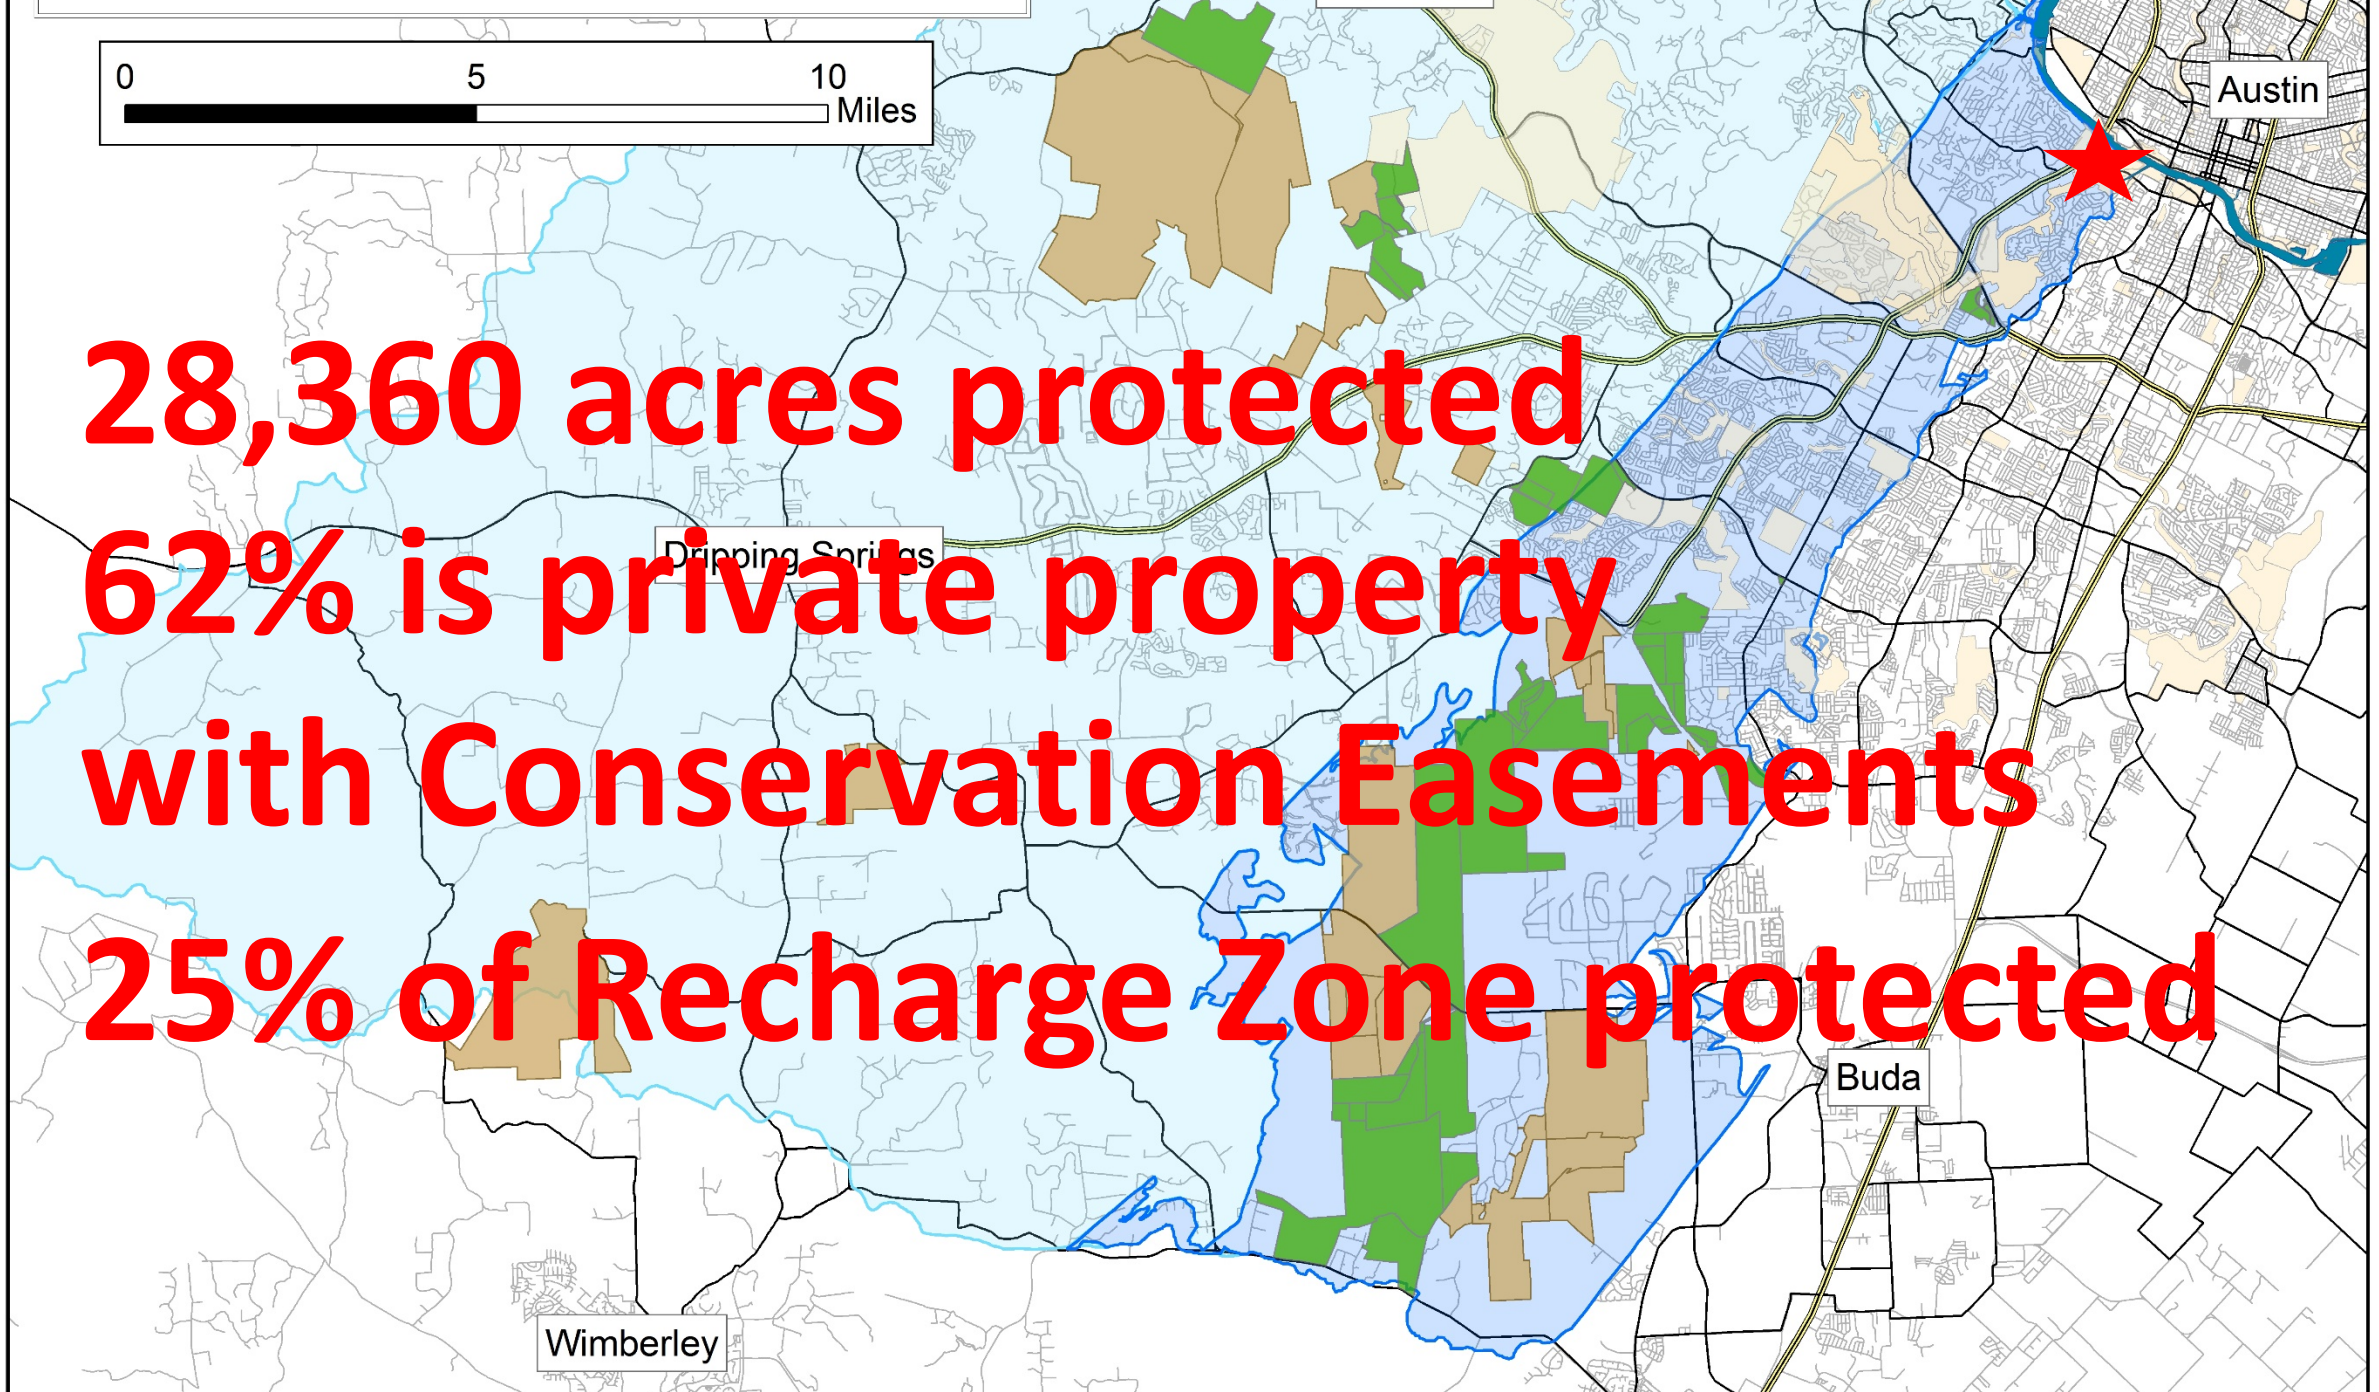 0 5 10
Miles
Austin
28,360 acres protected
Dripping Springs
62% is private property
with Conservation Easements
25% of Recharge Zone protected
Buda
Wimberley